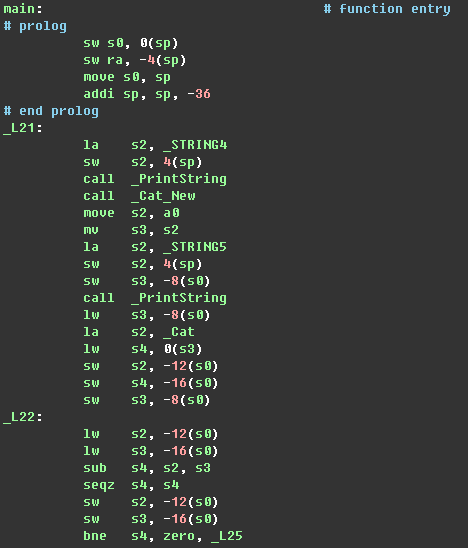 main: # function entry
# prolog
sw s0, 0(sp)
sw ra, -4(sp)
move s0, sp
addi sp, sp, -36
# end prolog
_L21:
la s2, _STRING4
sw s2, 4(sp)
call _PrintString
call _Cat_New
move s2, a0
mv s3, s2
la s2, _STRING5
sw s2, 4(sp)
sw s3, -8(s0)
call _PrintString
lw s3, -8(s0)
la s2, _Cat
lw s4, 0(s3)
sw s2, -12(s0)
sw s4, -16(s0)
sw s3, -8(s0)
_L22:
lw s2, -12(s0)
lw s3, -16(s0)
sub s4, s2, s3
seqz s4, s4
sw s2, -12(s0)
sw s3, -16(s0)
bne s4, zero, _L25